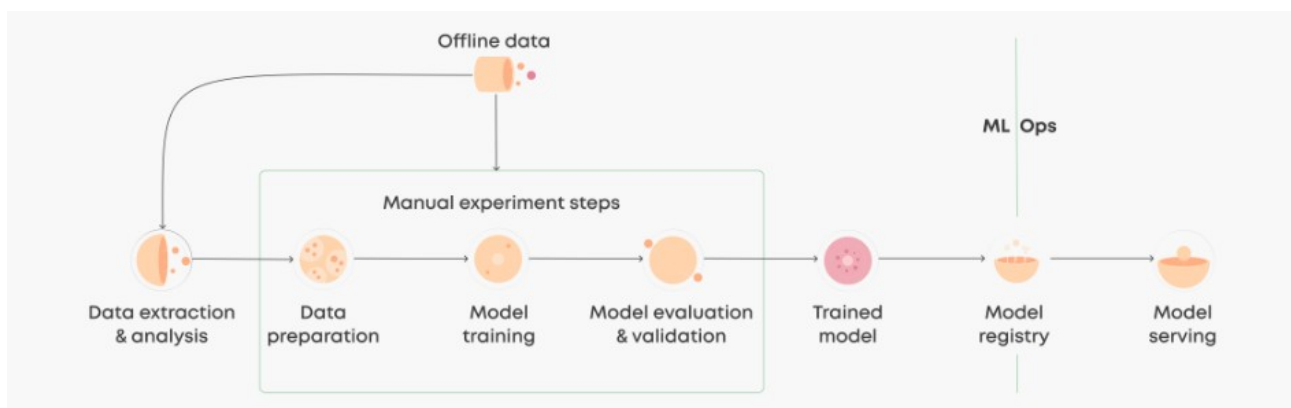 Offline data
ML Ops
Manual experiment steps
Data extraction
& analysis
Data
preparation
Model
training
Model evaluation
& validation
Trained
model
Model
registry
Model
serving